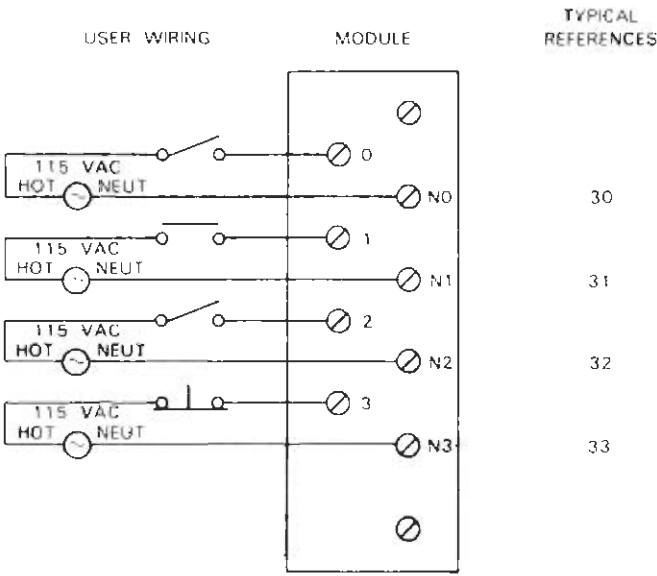 USER WIRING MODULE TYPICAL REFERENCES
0
115 VAC
HOT NEUT N0 30
1
115 VAC
HOT NEUT N1 31
2
115 VAC
HOT NEUT N2 32
3
115 VAC
HOT NEUT N3 33